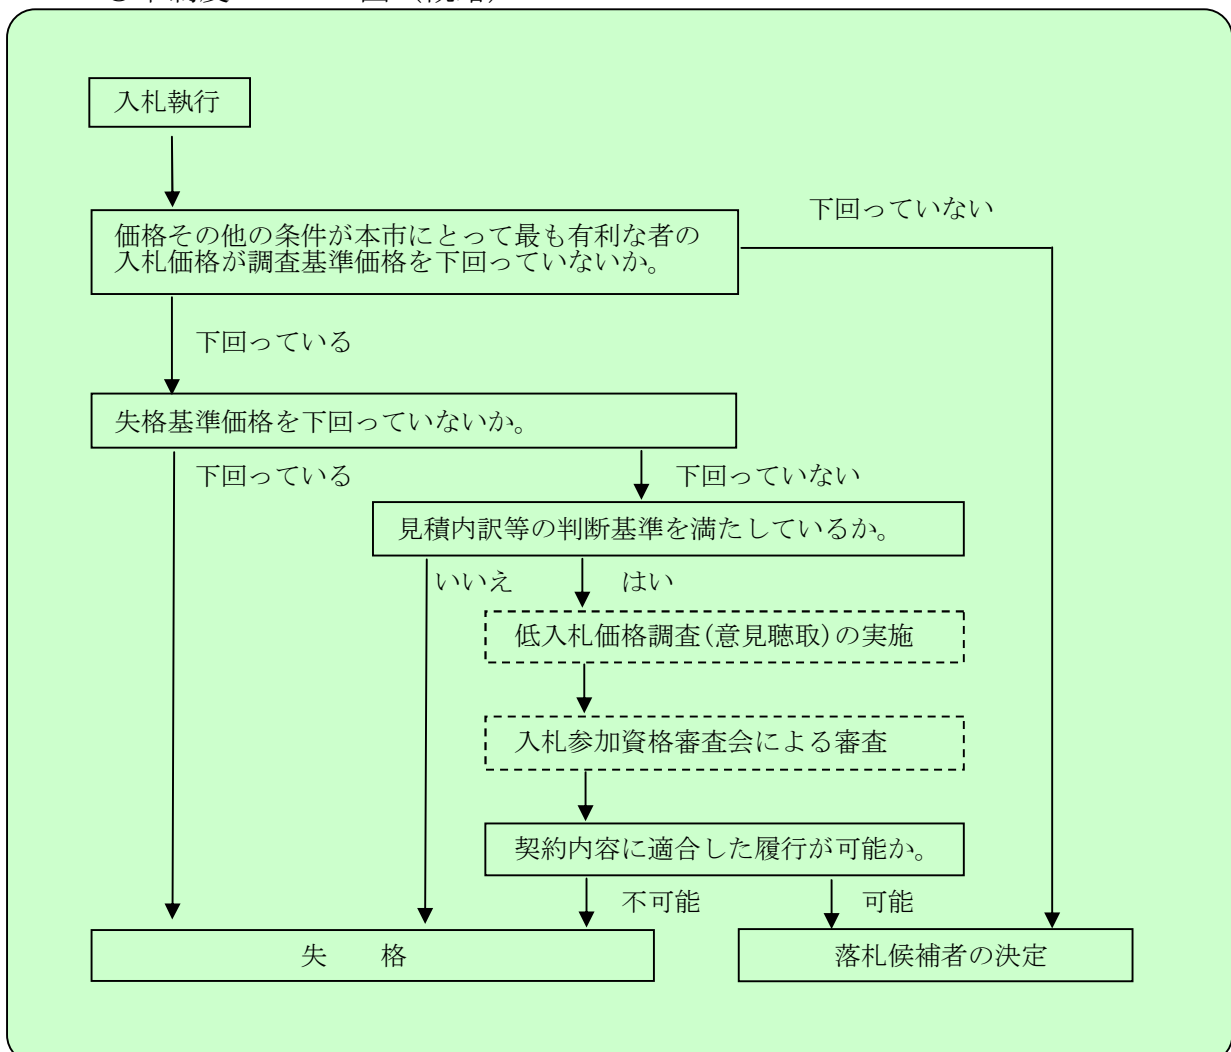 入札執行
下回っていない
価格その他の条件が本市にとって最も有利な者の
入札価格が調査基準価格を下回っていないか。
下回っている
失格基準価格を下回っていないか。
下回っている
下回っていない
見積内訳等の判断基準を満たしているか。
いいえ
はい
低入札価格調査(意見聴取)の実施
入札参加資格審査会による審査
契約内容に適合した履行が可能か。
不可能
可能
失　　格
落札候補者の決定